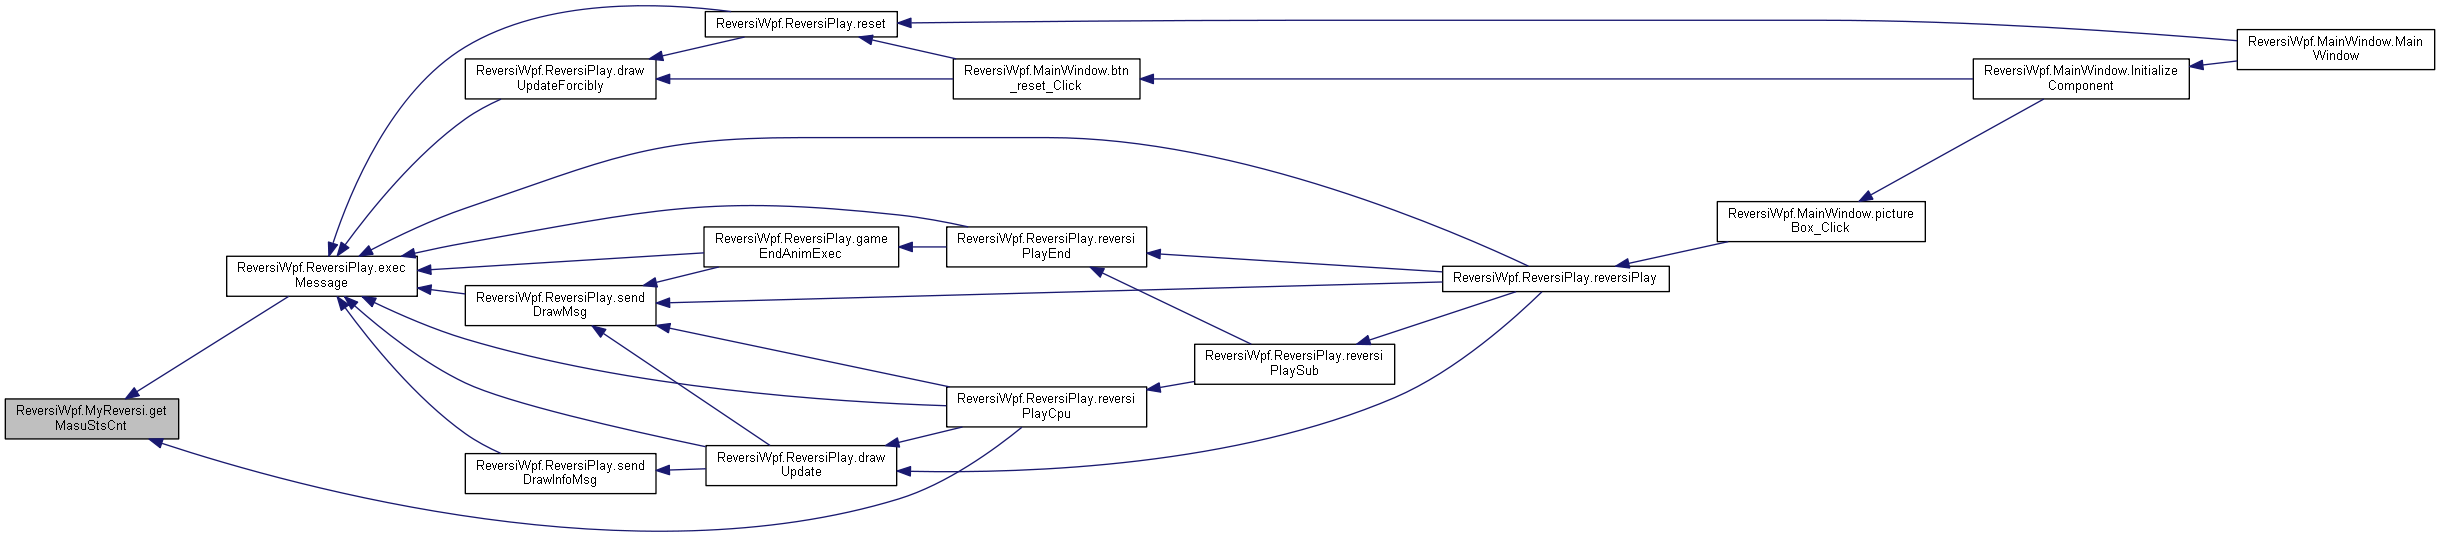 ReversiWpf.ReversiPlay.reset
ReversiWpf.MainWindow.Main
Window
ReversiWpf.ReversiPlay.draw
UpdateForcibly
ReversiWpf.MainWindow.btn
_reset_Click
ReversiWpf.MainWindow.Initialize
Component
ReversiWpf.MainWindow.picture
Box_Click
ReversiWpf.ReversiPlay.game
EndAnimExec
ReversiWpf.ReversiPlay.reversi
PlayEnd
ReversiWpf.ReversiPlay.exec
Message
ReversiWpf.ReversiPlay.reversiPlay
ReversiWpf.ReversiPlay.send
DrawMsg
ReversiWpf.ReversiPlay.reversi
PlaySub
ReversiWpf.MyReversi.get
MasuStsCnt
ReversiWpf.ReversiPlay.reversi
PlayCpu
ReversiWpf.ReversiPlay.draw
Update
ReversiWpf.ReversiPlay.send
DrawInfoMsg